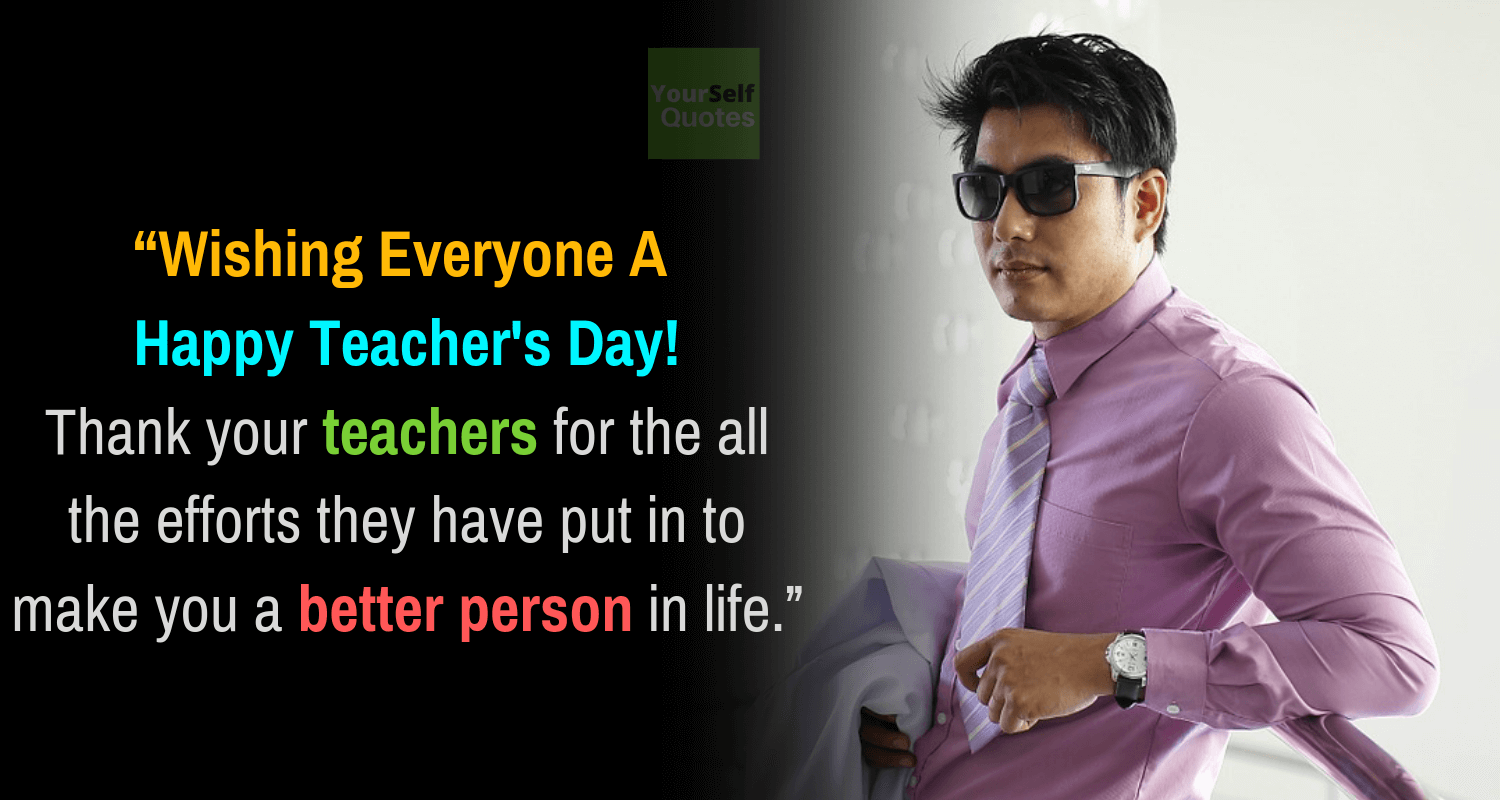 YourSelf
Quotes
“Wishing Everyone A
Happy Teacher's Day!
Thank your teachers for the all
the efforts they have put in to
make you a better person in life.”